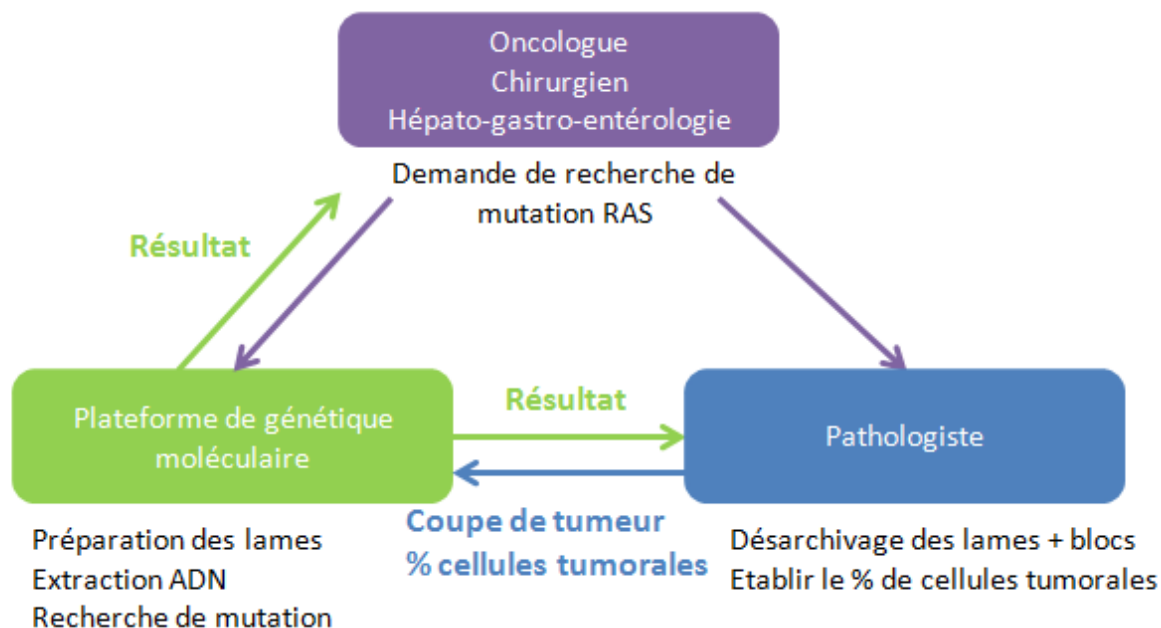 Oncologue
Chirurgien
Hépato-gastro-entérologie
Demande de recherche de
mutation RAS
Résultat
Plateforme de génétique
moléculaire
Résultat
Pathologiste
Coupe de tumeur
% cellules tumorales
Préparation des lames
Extraction ADN
Recherche de mutation
Désarchivage des lames + blocs
Etablir le % de cellules tumorales